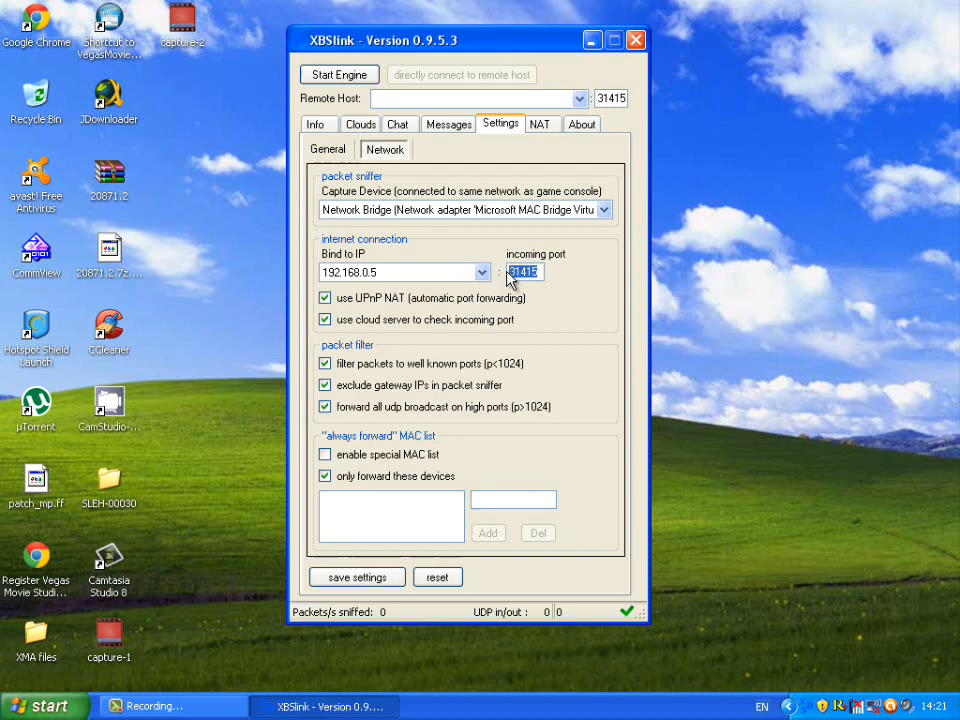 Google Chrome
Shortcut to
VegasMovie...
capture-2
Recycle Bin
JDownloader
avast! Free
Antivirus
20871.2
CommView
20871.2.7z....
Hotspot Shield
Launch
CCleaner
µTorrent
CamStudio-...
patch_mp.ff
SLEH-00030
Register Vegas
Movie Studi...
Camtasia
Studio 8
XMA files
capture-1
XBSlink - Version 0.9.5.3
Start Engine
directly connect to remote host
Remote Host:
: 31415
Info
Clouds
Chat
Messages
Settings
NAT
About
General
Network
packet sniffer
Capture Device (connected to same network as game console)
Network Bridge (Network adapter 'Microsoft MAC Bridge Virtu
internet connection
Bind to IP
incoming port
192.168.0.5
: 31415
use UPnP NAT (automatic port forwarding)
use cloud server to check incoming port
packet filter
filter packets to well known ports (p<1024)
exclude gateway IPs in packet sniffer
forward all udp broadcast on high ports (p>1024)
"always forward" MAC list
enable special MAC list
only forward these devices
Add
Del
save settings
reset
Packets/s sniffed: 0
UDP in/out : 0 0
start
Recording...
XBSlink - Version 0.9....
EN
14:21